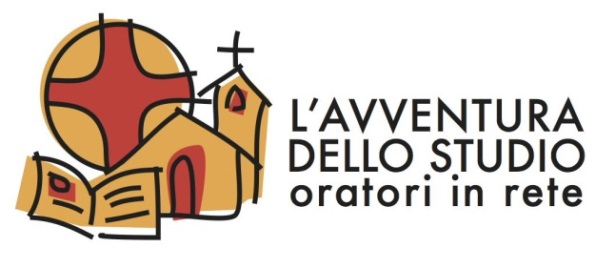 L'AVVENTURA
DELLO STUDIO
oratori in rete